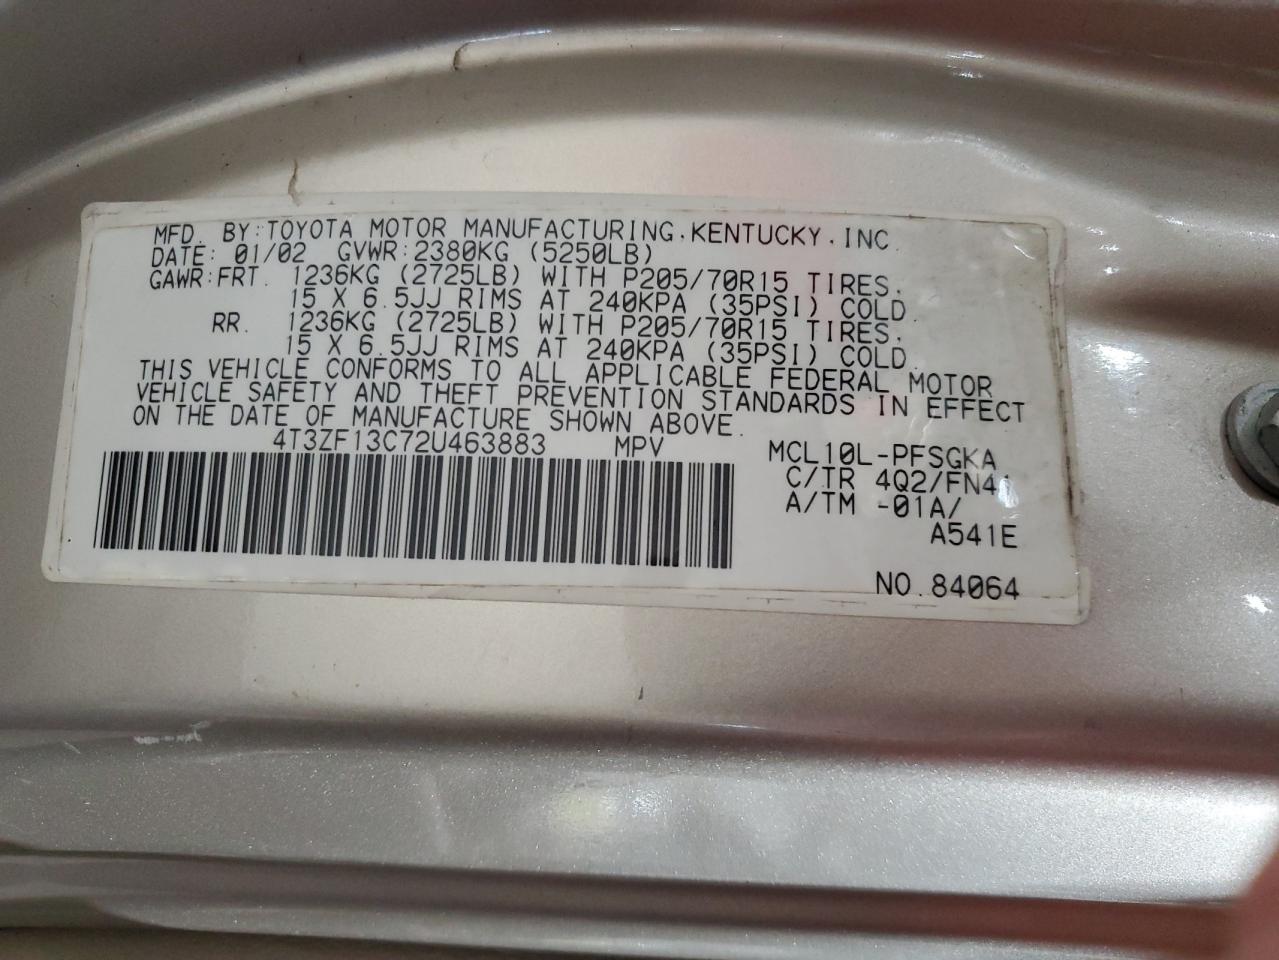 MFD. BY: TOYOTA MOTOR MANUFACTURING, KENTUCKY, INC.
DATE: 01/02 GVWR: 2380KG (5250LB)
GAWR: FRT. 1236KG (2725LB) WITH P205/70R15 TIRES,
15 X 6.5JJ RIMS AT 240KPA (35PSI) COLD.
RR. 1236KG (2725LB) WITH P205/70R15 TIRES,
15 X 6.5JJ RIMS AT 240KPA (35PSI) COLD.
THIS VEHICLE CONFORMS TO ALL APPLICABLE FEDERAL MOTOR
VEHICLE SAFETY AND THEFT PREVENTION STANDARDS IN EFFECT
ON THE DATE OF MANUFACTURE SHOWN ABOVE.
4T3ZF13C72U463883 MPV MCL10L-PFSGKA
C/TR 4Q2/FN41
A/TM -01A/
A541E
NO.84064